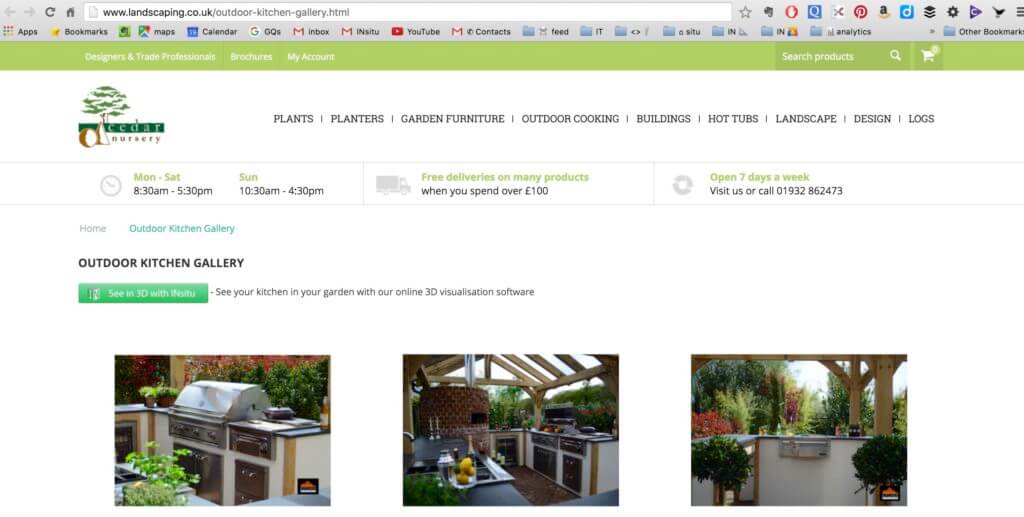 www.landscaping.co.uk/outdoor-kitchen-gallery.html
Apps Bookmarks maps Calendar GQs Inbox INsitu YouTube Contacts feed IT <> / situ IN IN analytics » Other Bookmarks
Designers & Trade Professionals Brochures My Account Search products 0
cedar
nursery
PLANTS | PLANTERS | GARDEN FURNITURE | OUTDOOR COOKING | BUILDINGS | HOT TUBS | LANDSCAPE | DESIGN | LOGS
Mon - Sat Sun Free deliveries on many products Open 7 days a week
8:30am - 5:30pm 10:30am - 4:30pm when you spend over £100 Visit us or call 01932 862473
Home Outdoor Kitchen Gallery
OUTDOOR KITCHEN GALLERY
See in 3D with INsitu - See your kitchen in your garden with our online 3D visualisation software